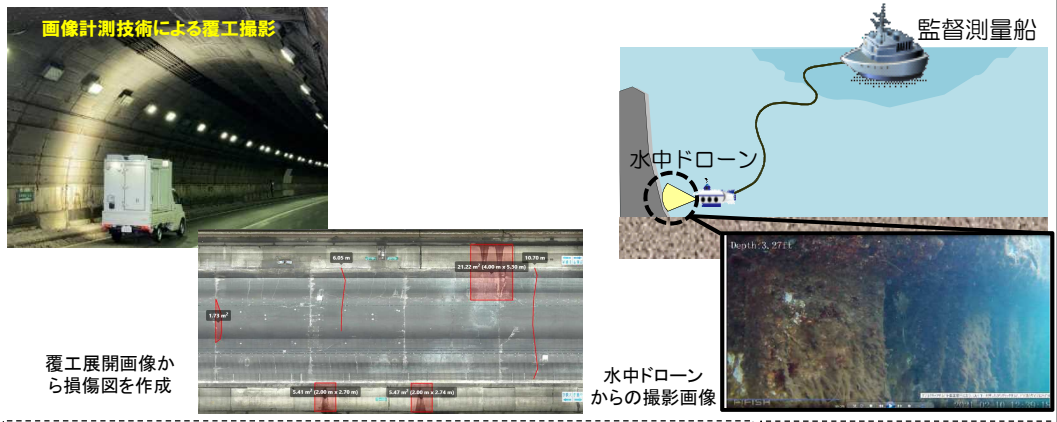 画像計測技術による覆工撮影
監督測量船
水中ドローン
Depth:3.27ft
6.05 m
10.70 m
21.22 m² (4.00 m x 5.30 m)
1.73 m²
5.41 m² (2.00 m x 2.70 m)
5.47 m² (2.00 m x 2.74 m)
覆工展開画像か
ら損傷図を作成
水中ドローン
からの撮影画像